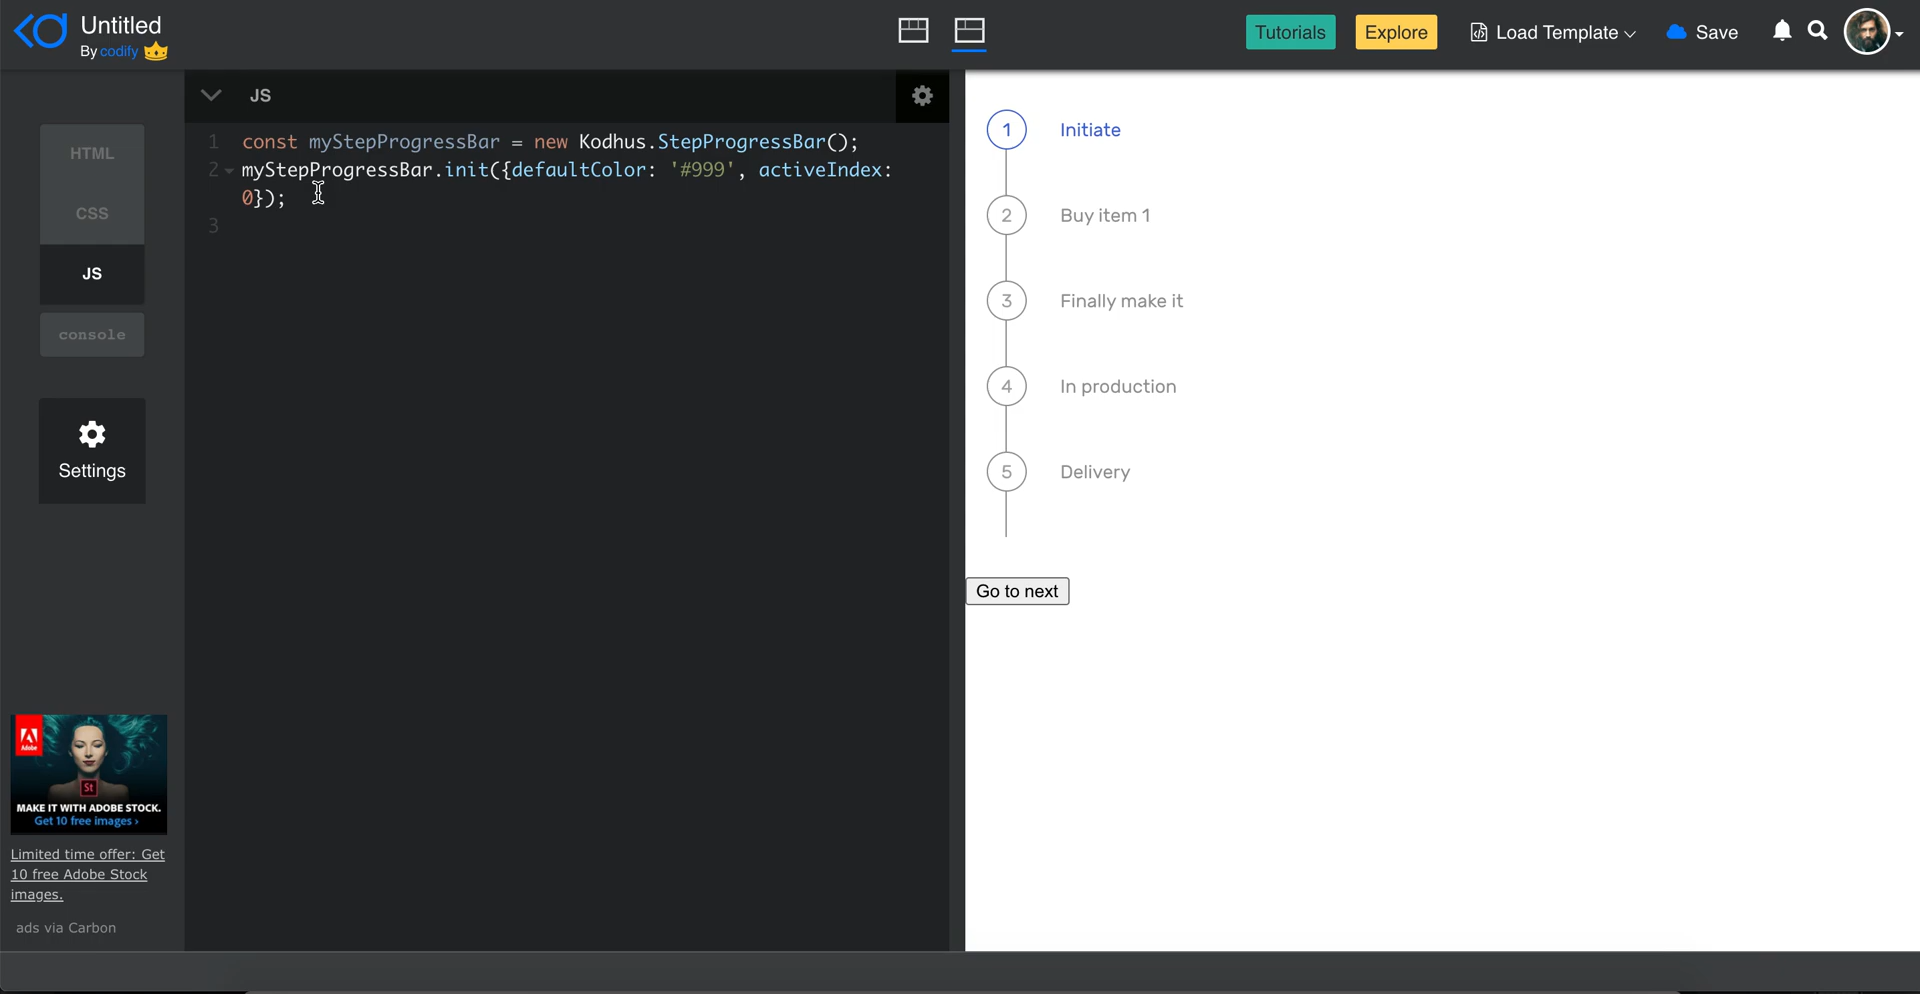 Untitled
By codify
Tutorials
Explore
Load Template
Save
HTML
CSS
JS
console
Settings
JS
1 const myStepProgressBar = new Kodhus.StepProgressBar();
2 myStepProgressBar.init({defaultColor: '#999', activeIndex:
0});
3
1 Initiate
2 Buy item 1
3 Finally make it
4 In production
5 Delivery
Go to next
Adobe
St
MAKE IT WITH ADOBE STOCK.
Get 10 free images ›
Limited time offer: Get
10 free Adobe Stock
images.
ads via Carbon